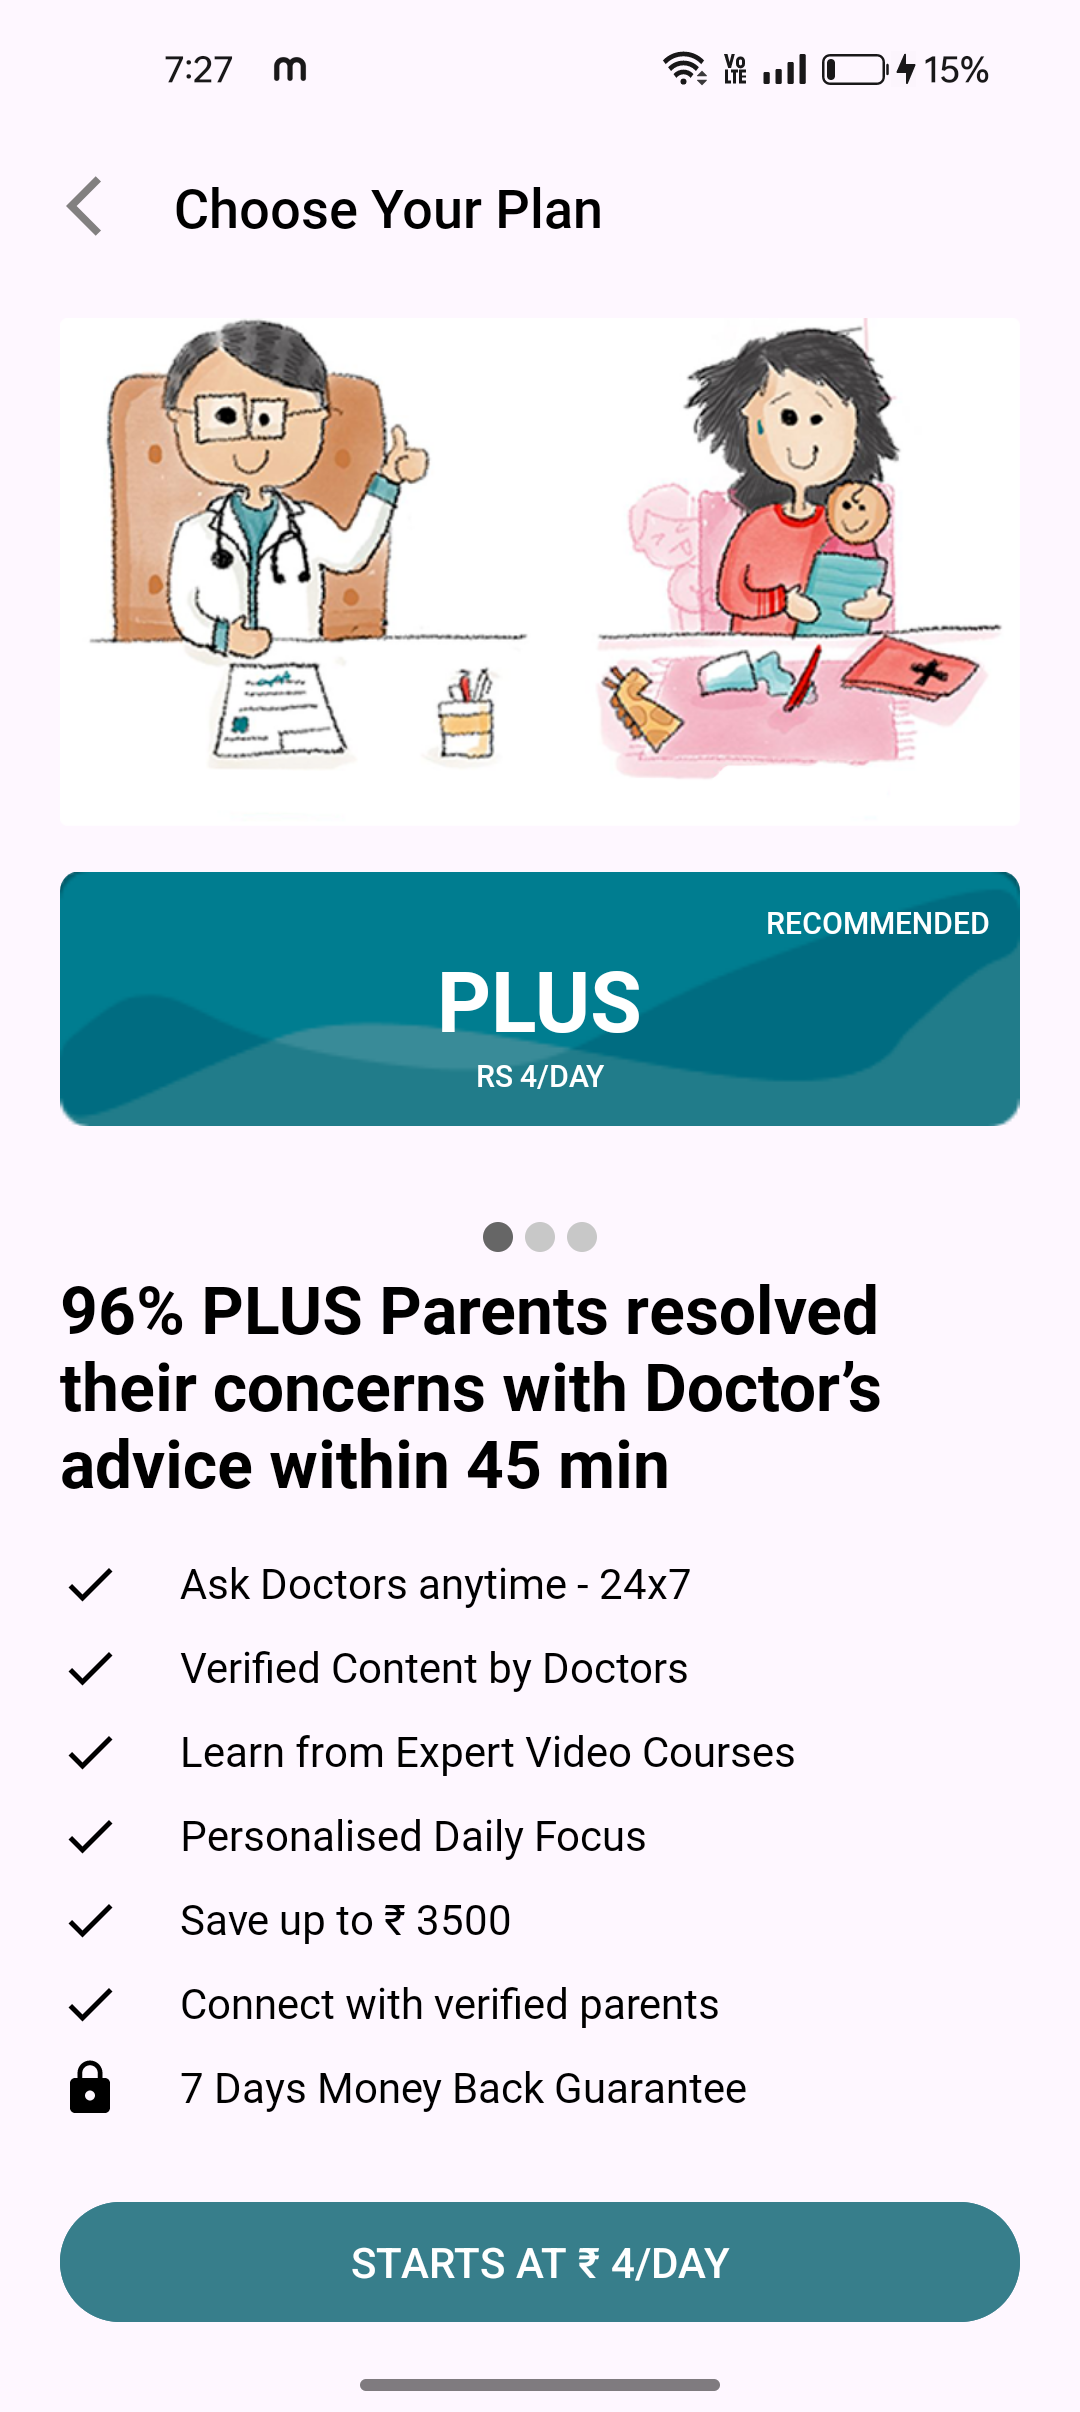 7:27
Vo
LTE
15%
Choose Your Plan
RECOMMENDED
PLUS
RS 4/DAY
96% PLUS Parents resolved
their concerns with Doctor’s
advice within 45 min
Ask Doctors anytime - 24x7
Verified Content by Doctors
Learn from Expert Video Courses
Personalised Daily Focus
Save up to ₹ 3500
Connect with verified parents
7 Days Money Back Guarantee
STARTS AT ₹ 4/DAY